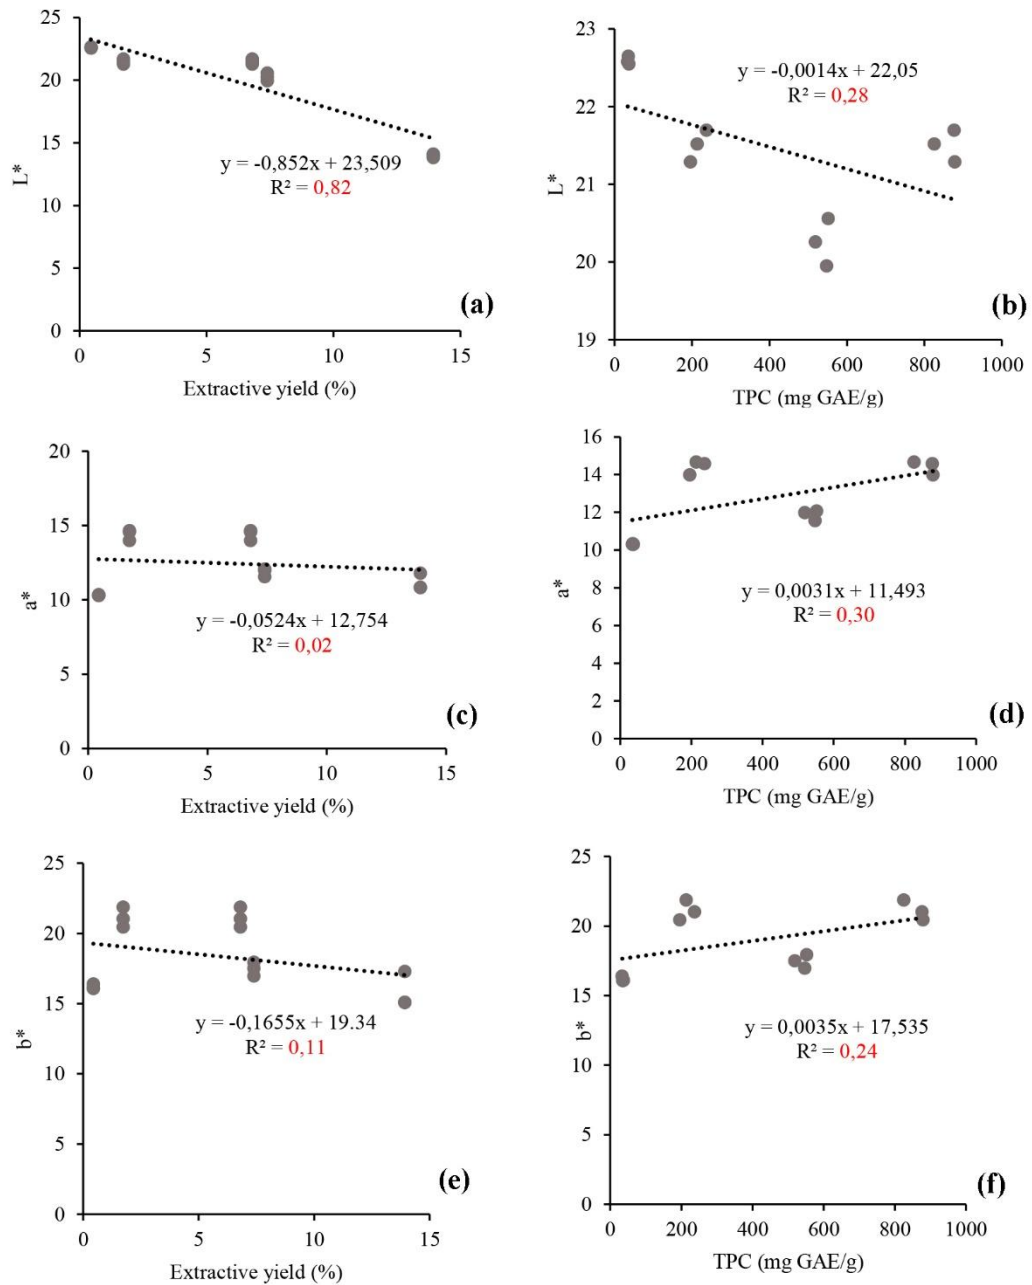 25
20
15
10
5
0
L*
y = -0,852x + 23,509
R² = 0,82
(a)
0
5
10
15
Extractive yield (%)
23
22
21
20
19
L*
y = -0,0014x + 22,05
R² = 0,28
(b)
0
200
400
600
800
1000
TPC (mg GAE/g)
20
15
10
5
0
a*
y = -0,0524x + 12,754
R² = 0,02
(c)
0
5
10
15
Extractive yield (%)
16
14
12
10
8
6
4
2
0
a*
y = 0,0031x + 11,493
R² = 0,30
(d)
0
200
400
600
800
1000
TPC (mg GAE/g)
25
20
15
10
5
0
b*
y = -0,1655x + 19.34
R² = 0,11
(e)
0
5
10
15
Extractive yield (%)
25
20
15
10
5
0
b*
y = 0,0035x + 17,535
R² = 0,24
(f)
0
200
400
600
800
1000
TPC (mg GAE/g)